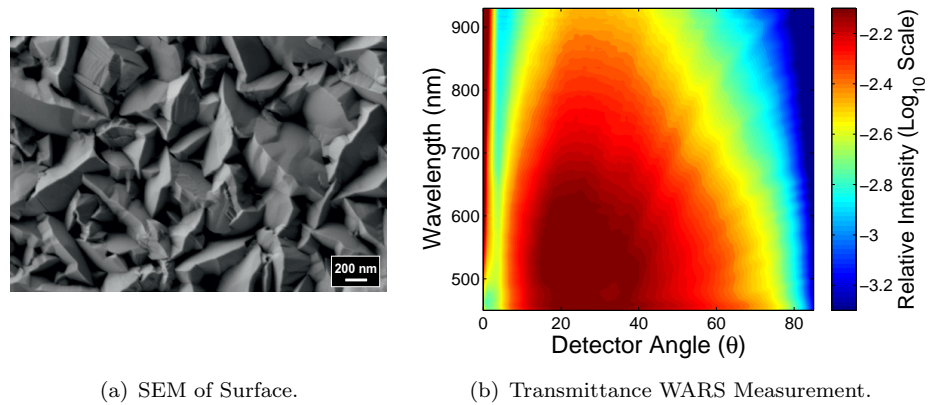 200 nm
900
800
700
600
500
Wavelength (nm)
0 20 40 60 80
Detector Angle (θ)
−2.2
−2.4
−2.6
−2.8
−3
−3.2
Relative Intensity (Log10 Scale)
(a) SEM of Surface.
(b) Transmittance WARS Measurement.